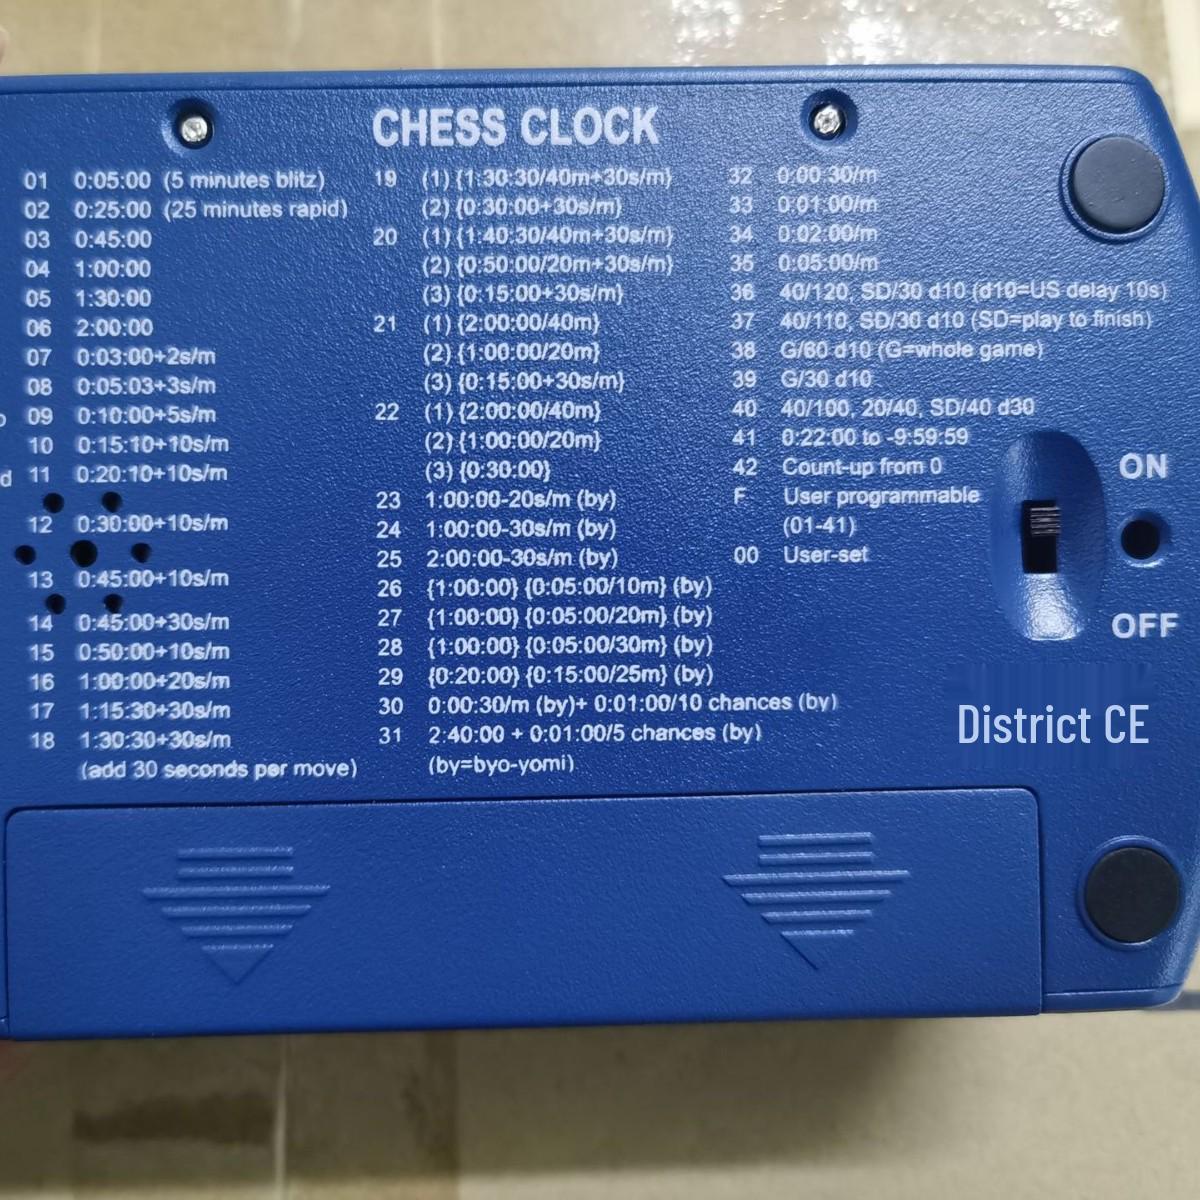 CHESS CLOCK
01 0:05:00 (5 minutes blitz)
02 0:25:00 (25 minutes rapid)
03 0:45:00
04 1:00:00
05 1:30:00
06 2:00:00
07 0:03:00+2s/m
08 0:05:03+3s/m
09 0:10:00+5s/m
10 0:15:10+10s/m
11 0:20:10+10s/m
12 0:30:00+10s/m
13 0:45:00+10s/m
14 0:45:00+30s/m
15 0:50:00+10s/m
16 1:00:00+20s/m
17 1:15:30+30s/m
18 1:30:30+30s/m
(add 30 seconds per move)
19 (1) {1:30:30/40m+30s/m}
(2) {0:30:00+30s/m}
20 (1) {1:40:30/40m+30s/m}
(2) {0:50:00/20m+30s/m}
(3) {0:15:00+30s/m}
21 (1) {2:00:00/40m}
(2) {1:00:00/20m}
(3) {0:15:00+30s/m}
22 (1) {2:00:00/40m}
(2) {1:00:00/20m}
(3) {0:30:00}
23 1:00:00-20s/m (by)
24 1:00:00-30s/m (by)
25 2:00:00-30s/m (by)
26 {1:00:00} {0:05:00/10m} (by)
27 {1:00:00} {0:05:00/20m} (by)
28 {1:00:00} {0:05:00/30m} (by)
29 {0:20:00} {0:15:00/25m} (by)
30 0:00:30/m (by)+ 0:01:00/10 chances (by)
31 2:40:00 + 0:01:00/5 chances (by)
(by=byo-yomi)
32 0:00:30/m
33 0:01:00/m
34 0:02:00/m
35 0:05:00/m
36 40/120, SD/30 d10 (d10=US delay 10s)
37 40/110, SD/30 d10 (SD=play to finish)
38 G/60 d10 (G=whole game)
39 G/30 d10
40 40/100, 20/40, SD/40 d30
41 0:22:00 to -9:59:59
42 Count-up from 0
F User programmable
(01-41)
00 User-set
ON
OFF
District CE